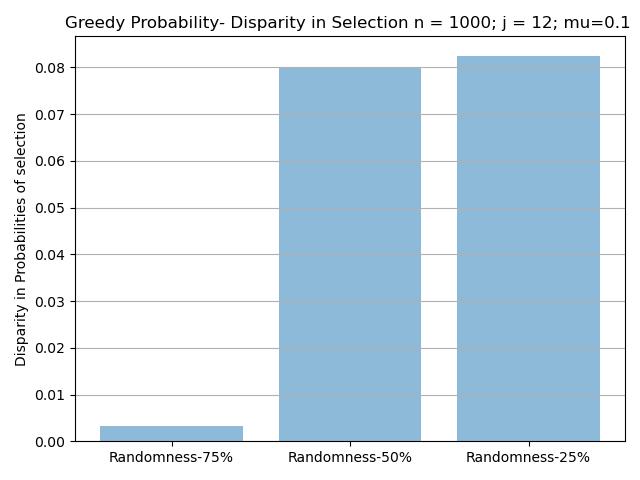 Greedy Probability- Disparity in Selection n = 1000; j = 12; mu=0.1
Disparity in Probabilities of selection
0.08
0.07
0.06
0.05
0.04
0.03
0.02
0.01
0.00
Randomness-75%
Randomness-50%
Randomness-25%